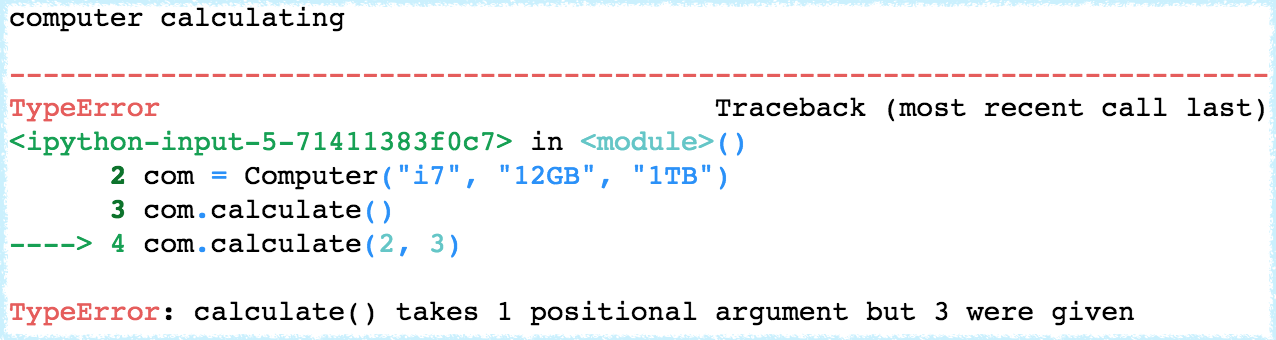 computer calculating
---------------------------------------------------------------------------
TypeError                                 Traceback (most recent call last)
<ipython-input-5-71411383f0c7> in <module>()
      2 com = Computer("i7", "12GB", "1TB")
      3 com.calculate()
----> 4 com.calculate(2, 3)
TypeError: calculate() takes 1 positional argument but 3 were given